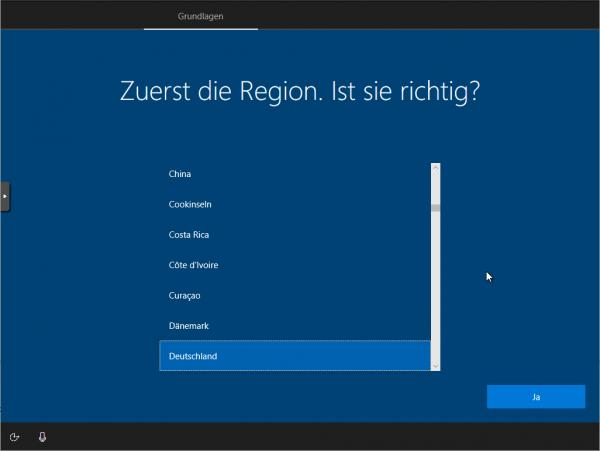 Grundlagen
Zuerst die Region. Ist sie richtig?
China
Cookinseln
Costa Rica
Côte d'Ivoire
Curaçao
Dänemark
Deutschland
Ja